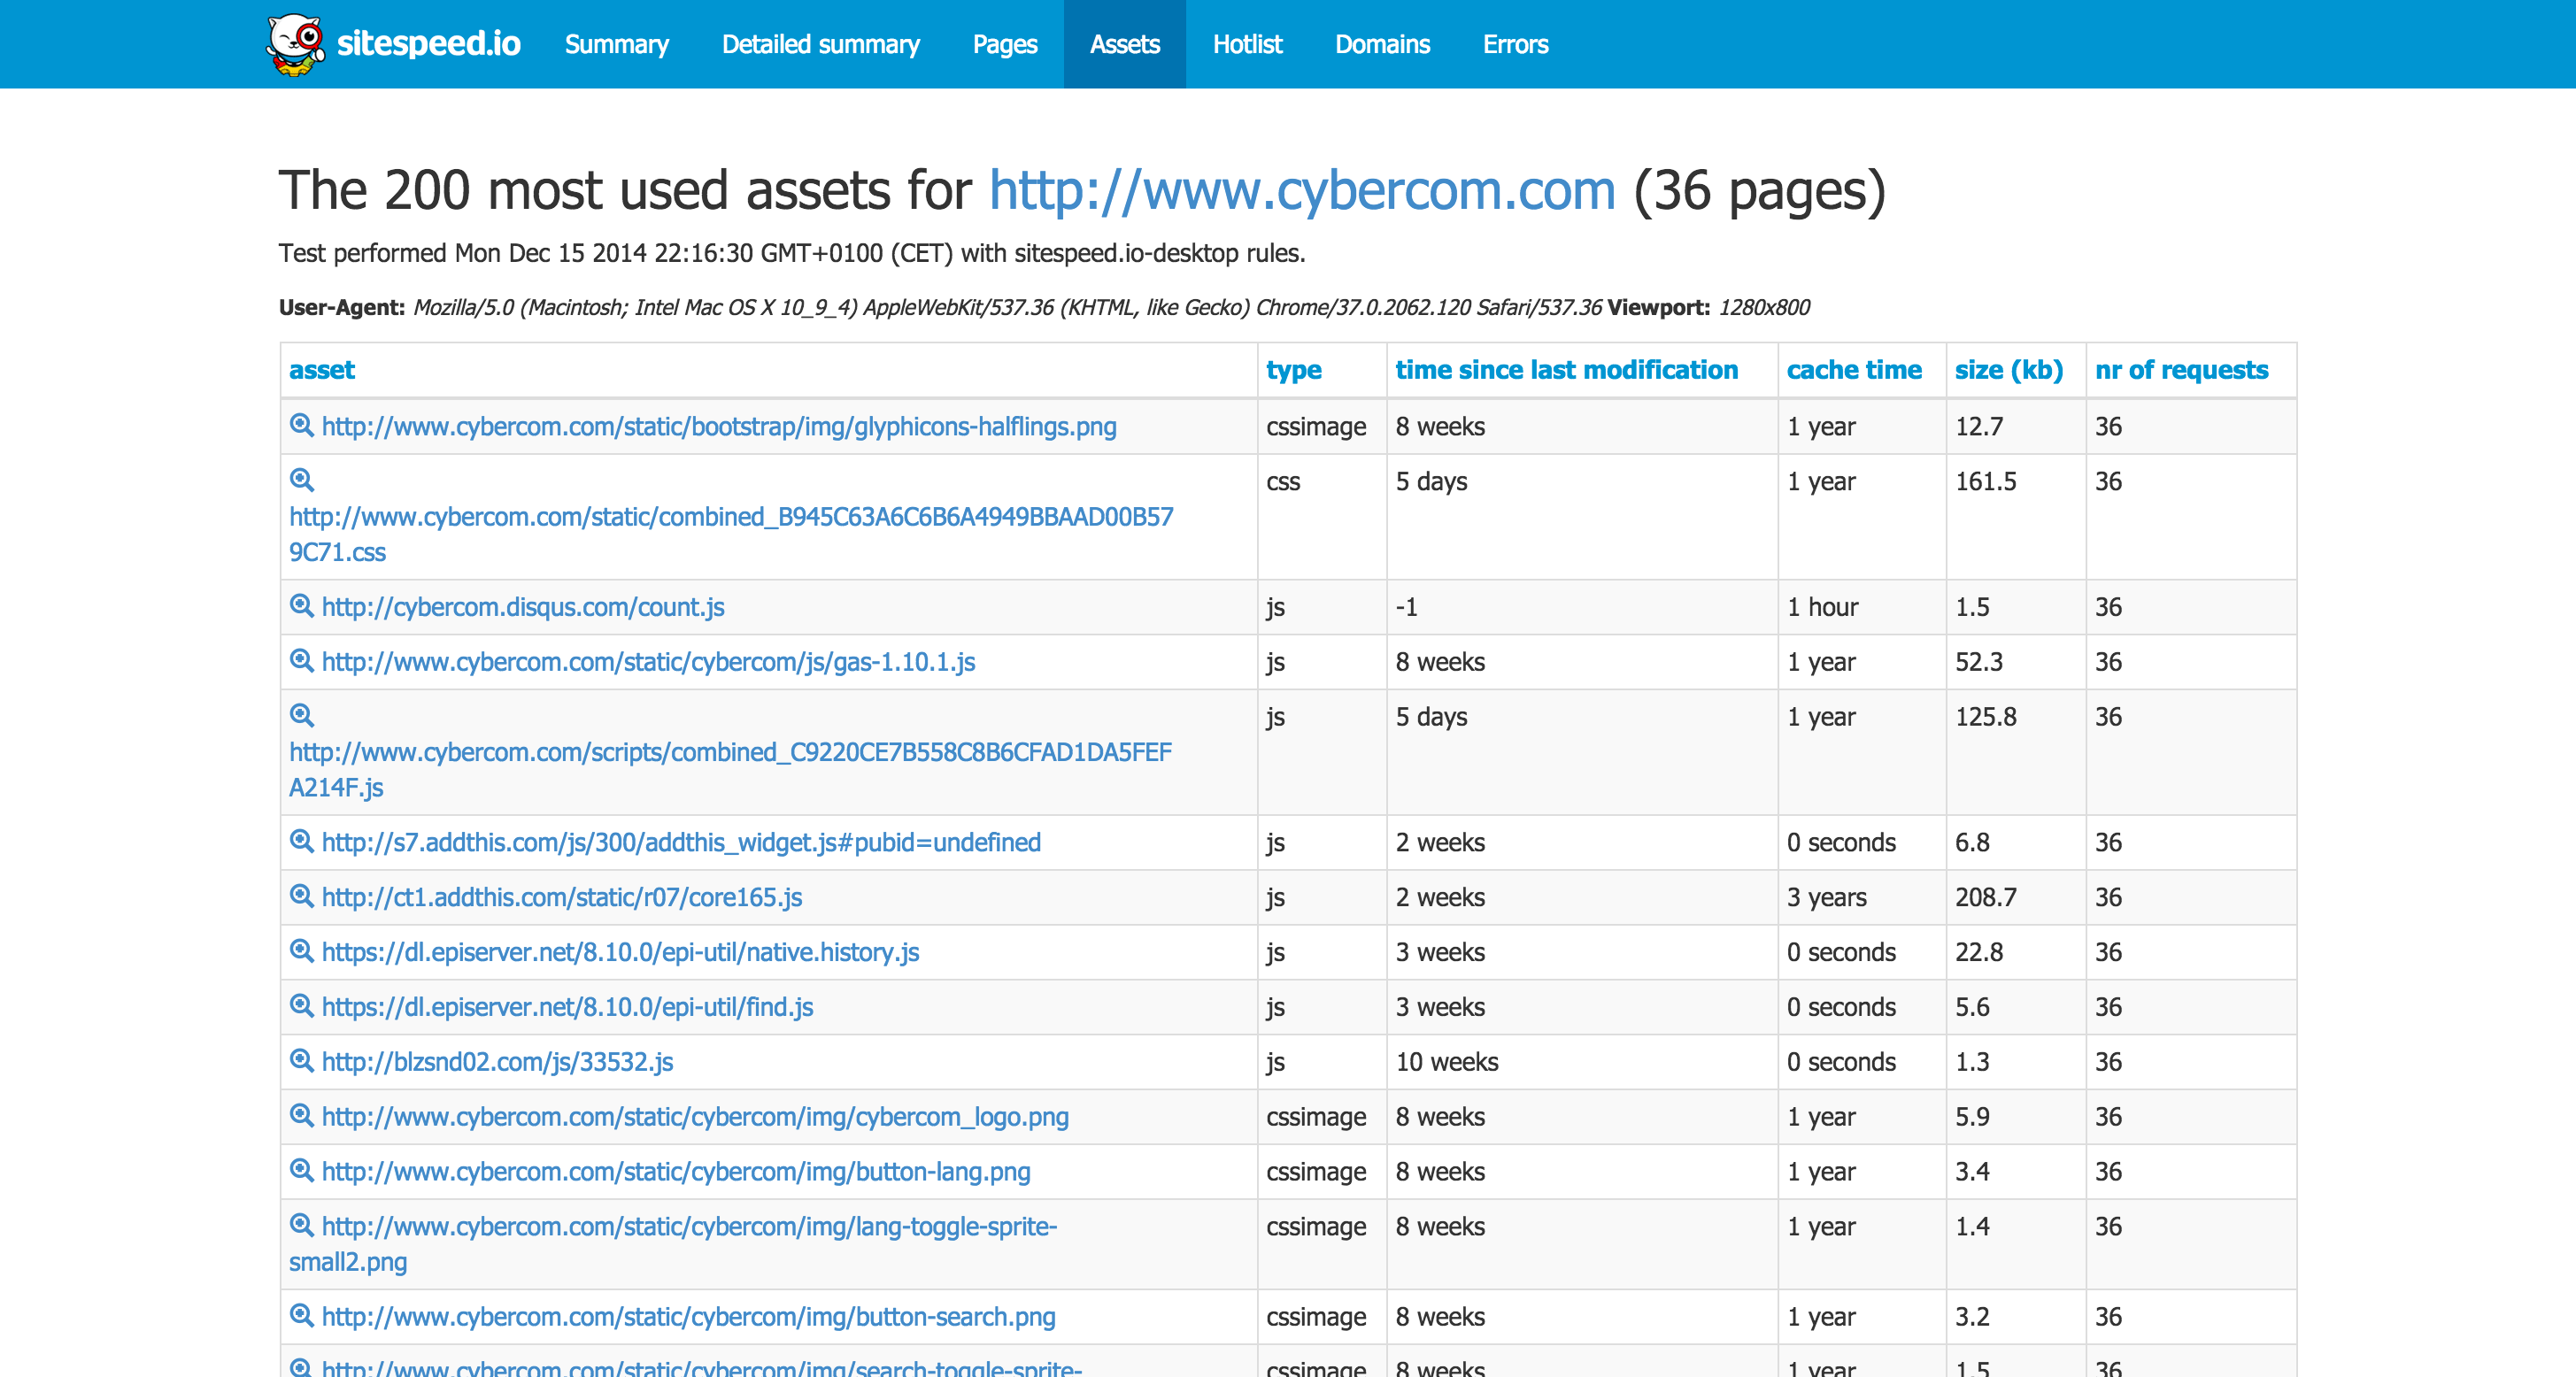 sitespeed.io Summary Detailed summary Pages Assets Hotlist Domains Errors
The 200 most used assets for http://www.cybercom.com (36 pages)
Test performed Mon Dec 15 2014 22:16:30 GMT+0100 (CET) with sitespeed.io-desktop rules.
User-Agent: Mozilla/5.0 (Macintosh; Intel Mac OS X 10_9_4) AppleWebKit/537.36 (KHTML, like Gecko) Chrome/37.0.2062.120 Safari/537.36 Viewport: 1280x800
asset type time since last modification cache time size (kb) nr of requests
http://www.cybercom.com/static/bootstrap/img/glyphicons-halflings.png cssimage 8 weeks 1 year 12.7 36
css 5 days 1 year 161.5 36
http://www.cybercom.com/static/combined_B945C63A6C6B6A4949BBAAD00B57
9C71.css
http://cybercom.disqus.com/count.js js -1 1 hour 1.5 36
http://www.cybercom.com/static/cybercom/js/gas-1.10.1.js js 8 weeks 1 year 52.3 36
js 5 days 1 year 125.8 36
http://www.cybercom.com/scripts/combined_C9220CE7B558C8B6CFAD1DA5FEF
A214F.js
http://s7.addthis.com/js/300/addthis_widget.js#pubid=undefined js 2 weeks 0 seconds 6.8 36
http://ct1.addthis.com/static/r07/core165.js js 2 weeks 3 years 208.7 36
https://dl.episerver.net/8.10.0/epi-util/native.history.js js 3 weeks 0 seconds 22.8 36
https://dl.episerver.net/8.10.0/epi-util/find.js js 3 weeks 0 seconds 5.6 36
http://blzsnd02.com/js/33532.js js 10 weeks 0 seconds 1.3 36
http://www.cybercom.com/static/cybercom/img/cybercom_logo.png cssimage 8 weeks 1 year 5.9 36
http://www.cybercom.com/static/cybercom/img/button-lang.png cssimage 8 weeks 1 year 3.4 36
http://www.cybercom.com/static/cybercom/img/lang-toggle-sprite- cssimage 8 weeks 1 year 1.4 36
small2.png
http://www.cybercom.com/static/cybercom/img/button-search.png cssimage 8 weeks 1 year 3.2 36
http://www.cybercom.com/static/cybercom/img/search-toggle-sprite- cssimage 8 weeks 1 year 1.5 36